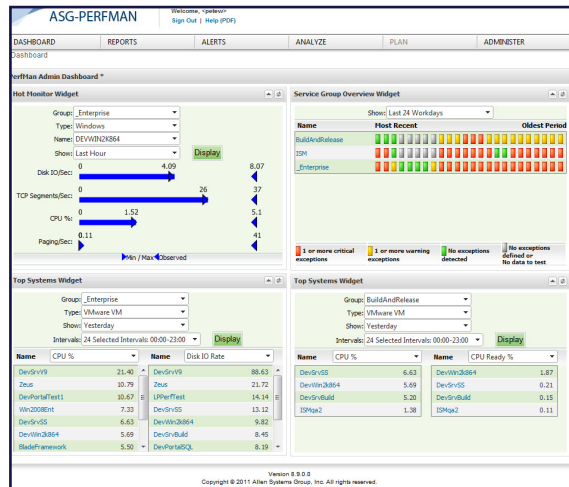 ASG-PERFMAN
Welcome, <petew>
Sign Out | Help (PDF)
DASHBOARD REPORTS ALERTS ANALYZE PLAN ADMINISTER
Dashboard
PerfMan Admin Dashboard *
Hot Monitor Widget
Group: _Enterprise
Type: Windows
Name: DEVWIN2K864
Show: Last Hour Display
0 4.09 8.07
Disk IO/Sec:
0 26 37
TCP Segments/Sec:
0 1.52 5.1
CPU %:
0.11 41
Paging/Sec:
Min / Max Observed
Service Group Overview Widget
Show: Last 24 Workdays
Name Most Recent Oldest Period
BuildAndRelease
ISM
_Enterprise
1 or more critical exceptions
1 or more warning exceptions
No exceptions detected
No exceptions defined or No data to test
Top Systems Widget
Group: _Enterprise
Type: VMware VM
Show: Yesterday
Intervals: 24 Selected Intervals: 00:00-23:00 Display
Name CPU % Name Disk IO Rate
DevSrvV9 21.40 DevSrvV9 88.63
Zeus 10.79 Zeus 21.72
DevPortalTest1 10.67 LPPerfTest 14.14
Win2008Ent 7.33 DevSrvSS 13.12
DevSrvSS 6.63 DevWin2k864 9.82
DevWin2k864 5.69 DevSrvBuild 8.45
BladeFramework 5.50 DevPortalSQL 8.19
Top Systems Widget
Group: BuildAndRelease
Type: VMware VM
Show: Yesterday
Intervals: 24 Selected Intervals: 00:00-23:00 Display
Name CPU % Name CPU Ready %
DevSrvSS 6.63 DevWin2k864 1.87
DevWin2k864 5.69 DevSrvSS 0.21
DevSrvBuild 5.20 DevSrvBuild 0.15
ISMqa2 1.38 ISMqa2 0.11
Version 8.9.0.0
Copyright © 2011 Allen Systems Group, Inc. All rights reserved.